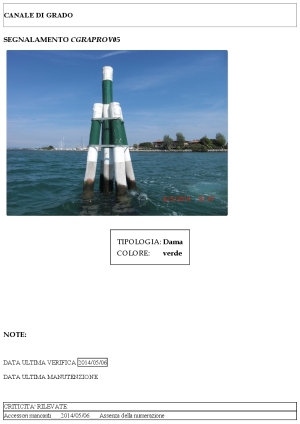 CANALE DI GRADO
SEGNALAMENTO CGRAPROV05
TIPOLOGIA: Dama
COLORE: verde
NOTE:
DATA ULTIMA VERIFICA 2014/05/06
DATA ULTIMA MANUTENZIONE
CRITICITA' RILEVATE
Accessori mancanti 2014/05/06 Assenza della numerazione